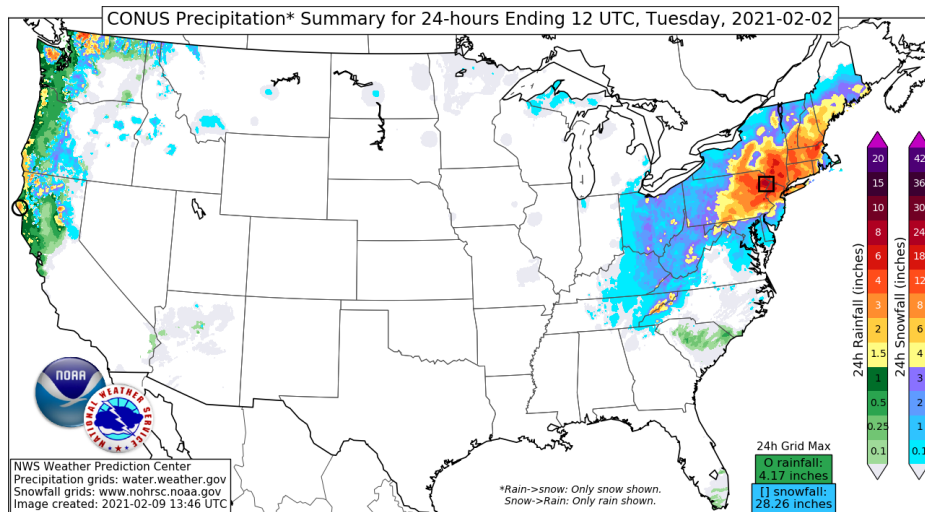 CONUS Precipitation* Summary for 24-hours Ending 12 UTC, Tuesday, 2021-02-02
20
15
10
8
6
4
3
2
1.5
1
0.5
0.25
0.1
24h Rainfall (inches)
42
36
30
24
18
12
8
6
4
3
2
1
0.1
24h Snowfall (inches)
NOAA
NATIONAL WEATHER SERVICE
NWS Weather Prediction Center
Precipitation grids: water.weather.gov
Snowfall grids: www.nohrsc.noaa.gov
Image created: 2021-02-09 13:46 UTC
*Rain->snow: Only snow shown.
Snow->Rain: Only rain shown.
24h Grid Max
O rainfall:
4.17 inches
[] snowfall:
28.26 inches